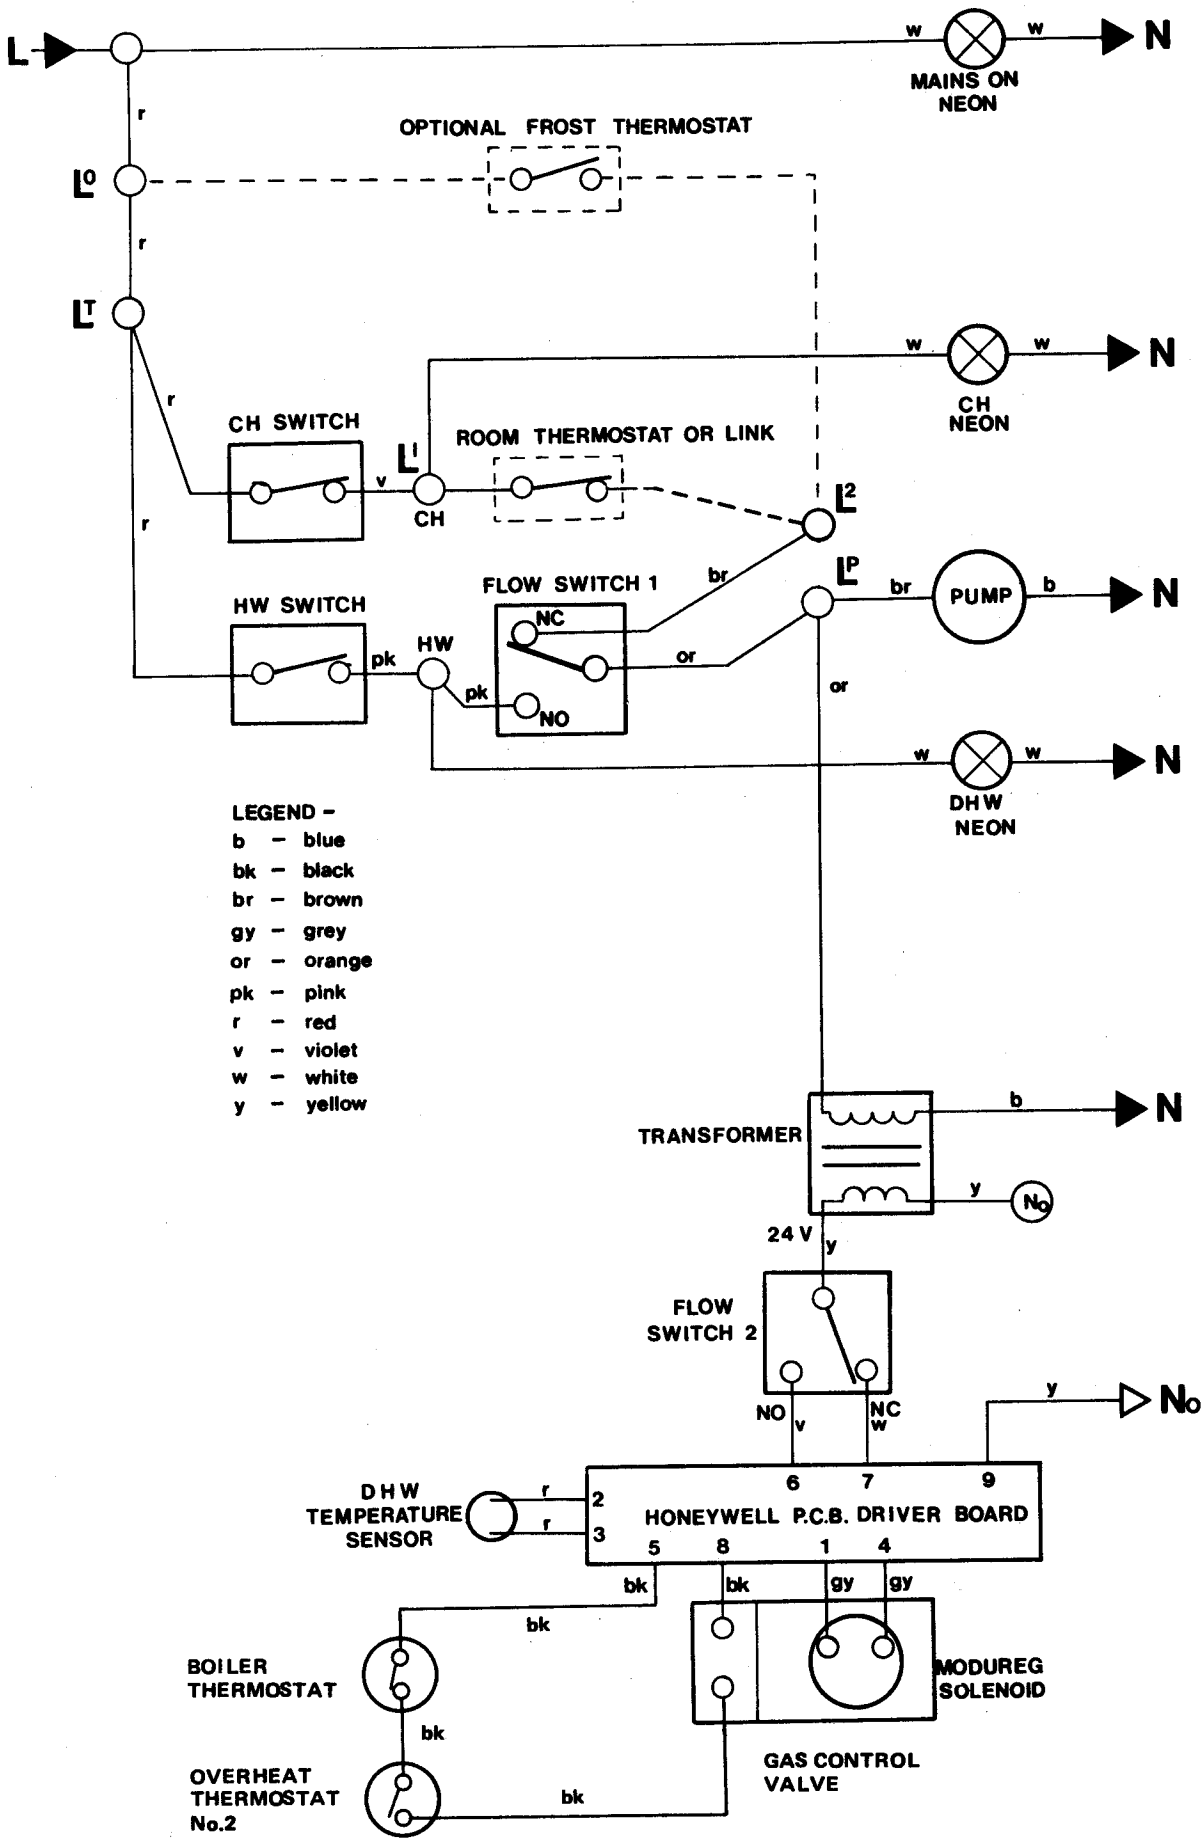 L
w
w
N
MAINS ON
NEON
r
OPTIONAL FROST THERMOSTAT
LO
r
LT
w
w
N
CH
NEON
r
CH SWITCH
ROOM THERMOSTAT OR LINK
L1
v
CH
L2
r
br
FLOW SWITCH 1
LP
br
PUMP
b
N
HW SWITCH
NC
HW
pk
or
pk
NO
or
w
w
N
DHW
NEON
LEGEND –
b – blue
bk – black
br – brown
gy – grey
or – orange
pk – pink
r – red
v – violet
w – white
y – yellow
b
N
TRANSFORMER
y
No
24 V
y
FLOW
SWITCH 2
NO
v
NC
w
y
No
6 7 9
DHW
TEMPERATURE
SENSOR
r
r
2
3
HONEYWELL P.C.B. DRIVER BOARD
5 8 1 4
bk
bk
gy
gy
bk
BOILER
THERMOSTAT
MODUREG
SOLENOID
bk
GAS CONTROL
VALVE
OVERHEAT
THERMOSTAT
No.2
bk